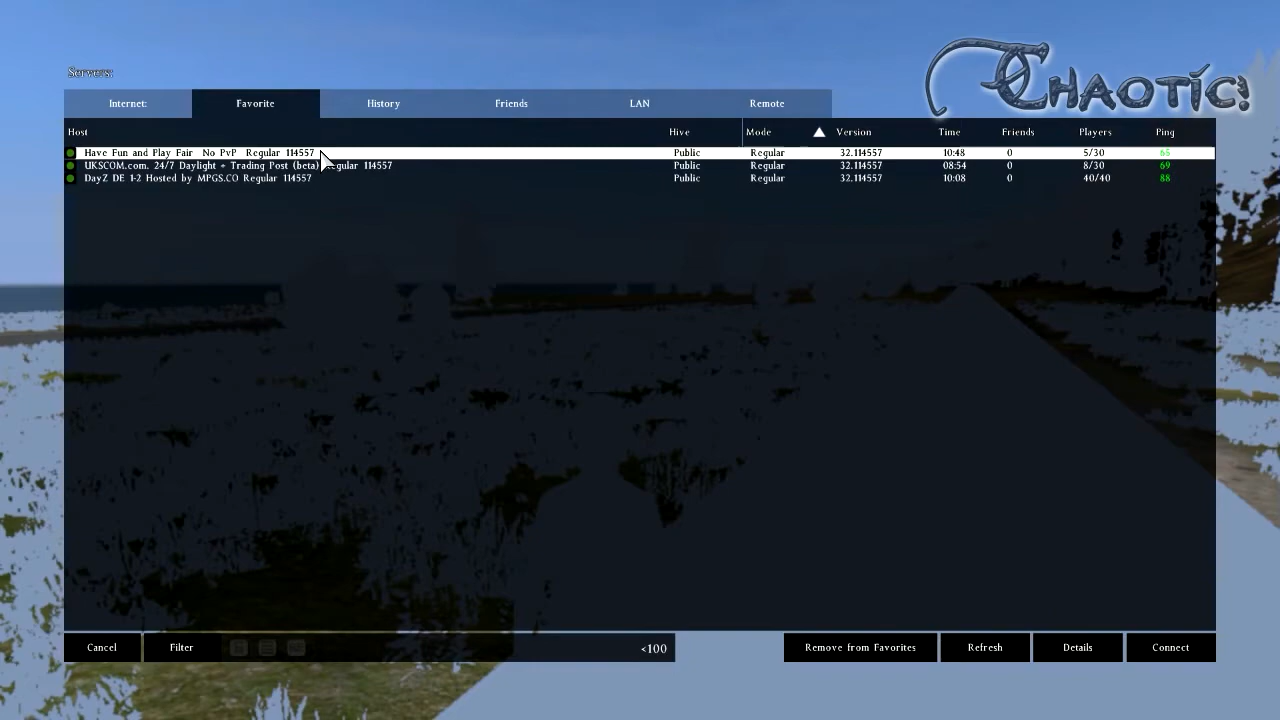 CHAOTIC!
Servers:
Internet: Favorite History Friends LAN Remote
Host Hive Mode Version Time Friends Players Ping
Have Fun and Play Fair No PvP Regular 114557 Public Regular 32.114557 10:48 0 5/30 65
UKSCOM.com. 24/7 Daylight + Trading Post (beta) Regular 114557 Public Regular 32.114557 08:54 0 8/30 69
DayZ DE 1-2 Hosted by MPGS.CO Regular 114557 Public Regular 32.114557 10:08 0 40/40 88
Cancel Filter <100 Remove from Favorites Refresh Details Connect